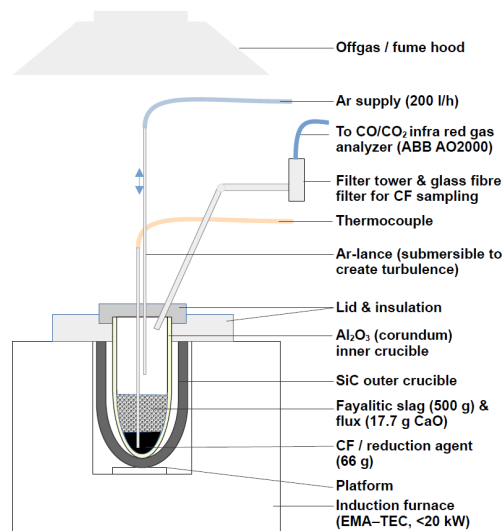 Offgas / fume hood
Ar supply (200 l/h)
To CO/CO₂ infra red gas
analyzer (ABB AO2000)
Filter tower & glass fibre
filter for CF sampling
Thermocouple
Ar-lance (submersible to
create turbulence)
Lid & insulation
Al₂O₃ (corundum)
inner crucible
SiC outer crucible
Fayalitic slag (500 g) &
flux (17.7 g CaO)
CF / reduction agent
(66 g)
Platform
Induction furnace
(EMA–TEC, <20 kW)